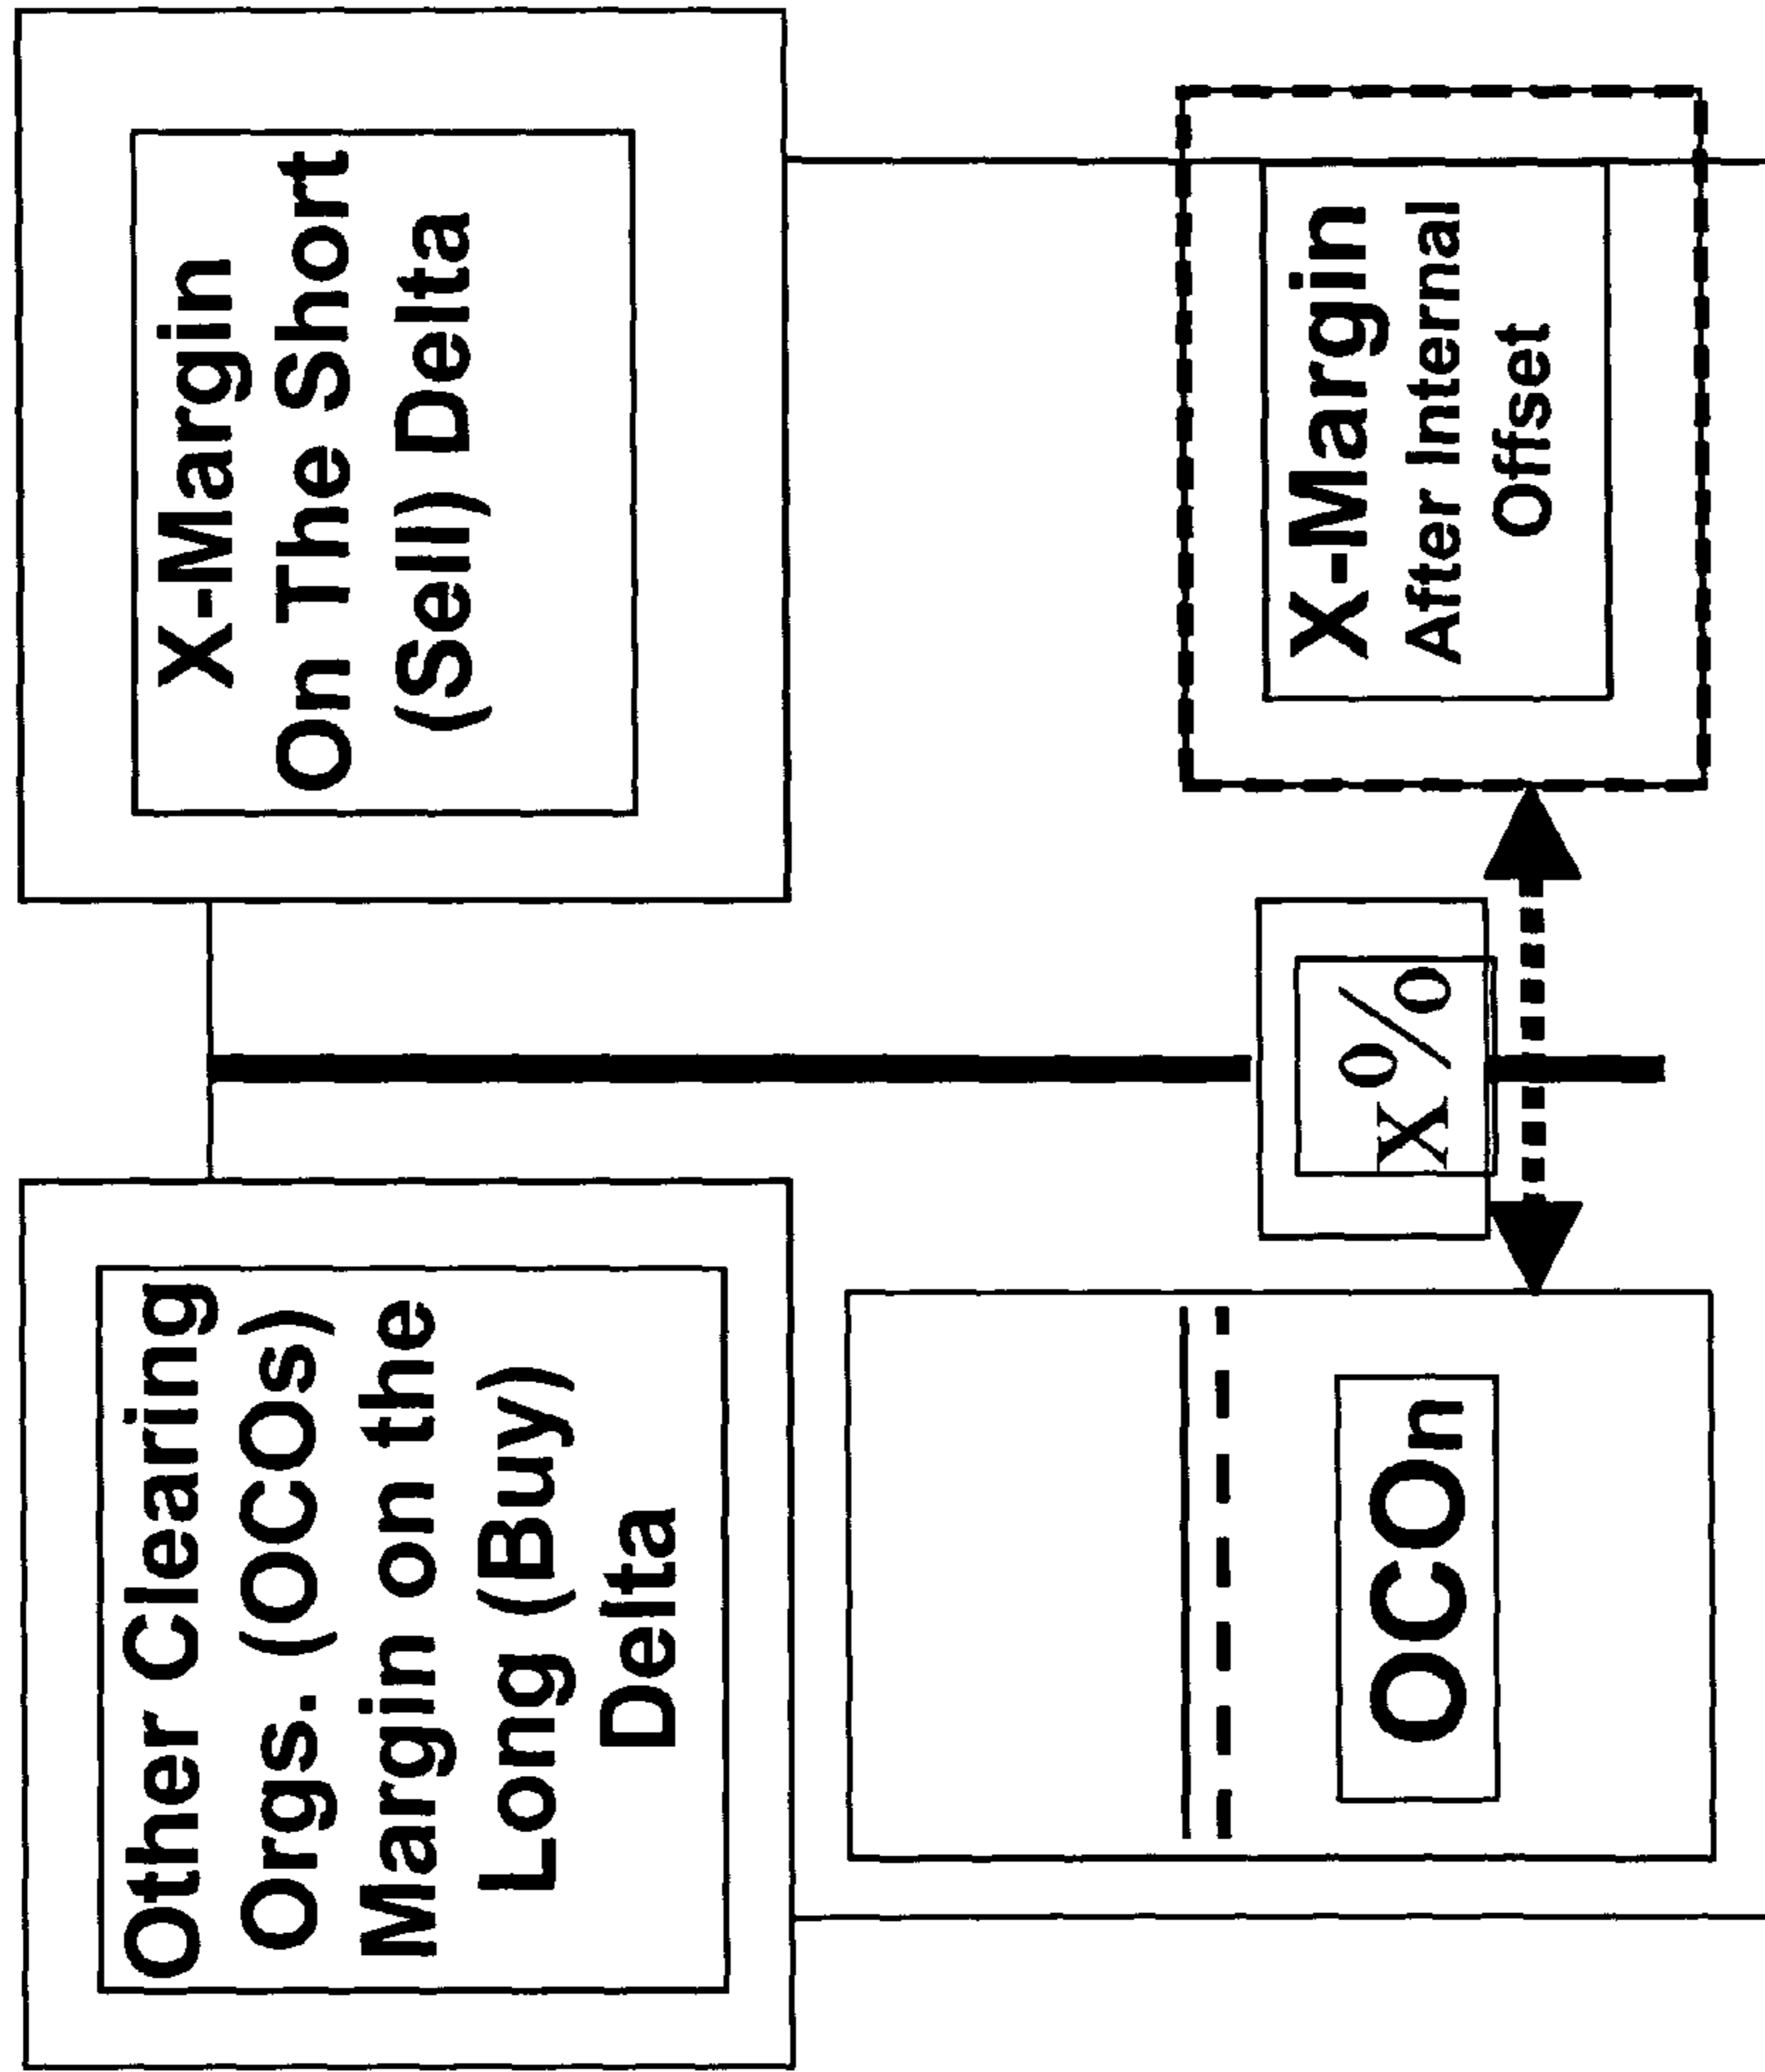 Other Clearing
Orgs. (OCOs)
Margin on the
Long (Buy)
Delta
X-Margin
On The Short
(Sell) Delta
OCOn
x%
X-Margin
After Internal
Offset